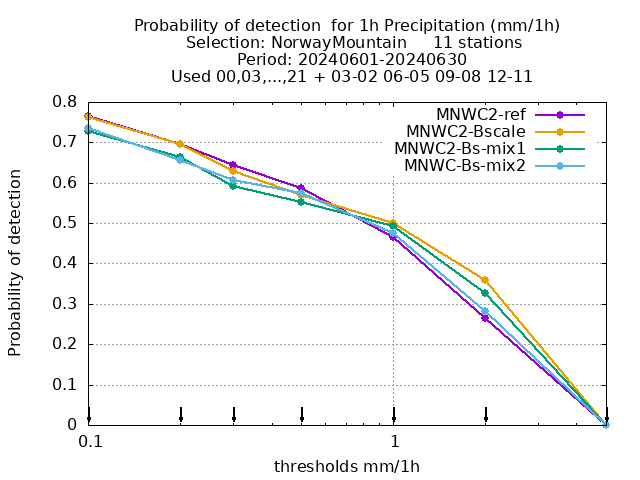 Probability of detection  for 1h Precipitation (mm/1h)
Selection: NorwayMountain     11 stations
Period: 20240601-20240630
Used 00,03,...,21 + 03-02 06-05 09-08 12-11
MNWC2-ref
MNWC2-Bscale
MNWC2-Bs-mix1
MNWC-Bs-mix2
Probability of detection
0.8
0.7
0.6
0.5
0.4
0.3
0.2
0.1
0
0.1
1
thresholds mm/1h